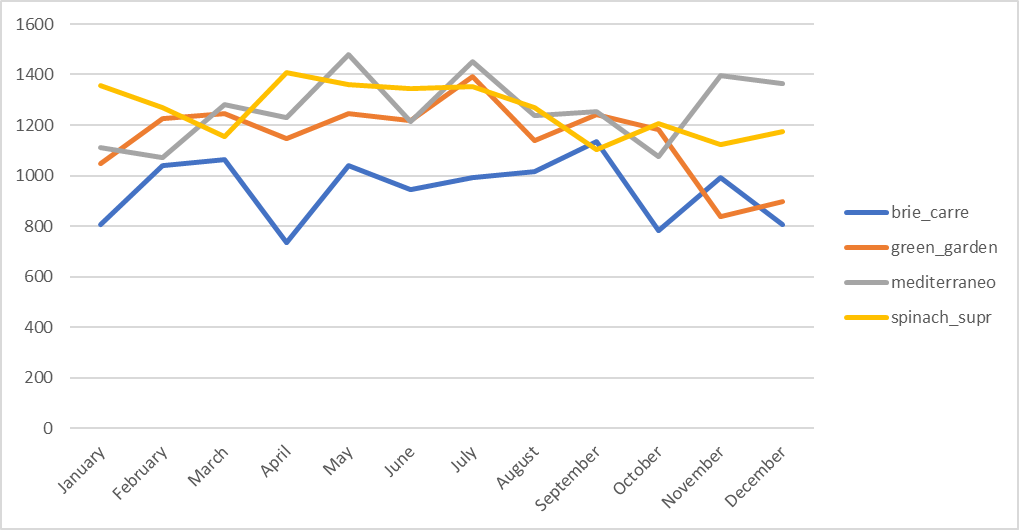 1600
1400
1200
1000
800
600
400
200
0
January
February
March
April
May
June
July
August
September
October
November
December
brie_carre
green_garden
mediterraneo
spinach_supr